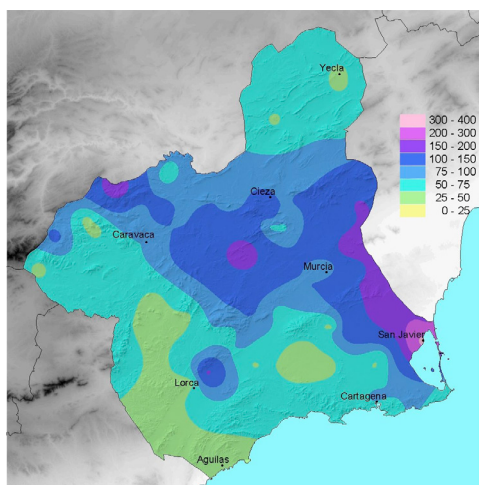 Yecla
300 - 400
200 - 300
150 - 200
100 - 150
75 - 100
50 - 75
25 - 50
0 - 25
Cieza
Caravaca
Murcia
San Javier
Lorca
Cartagena
Aguilas